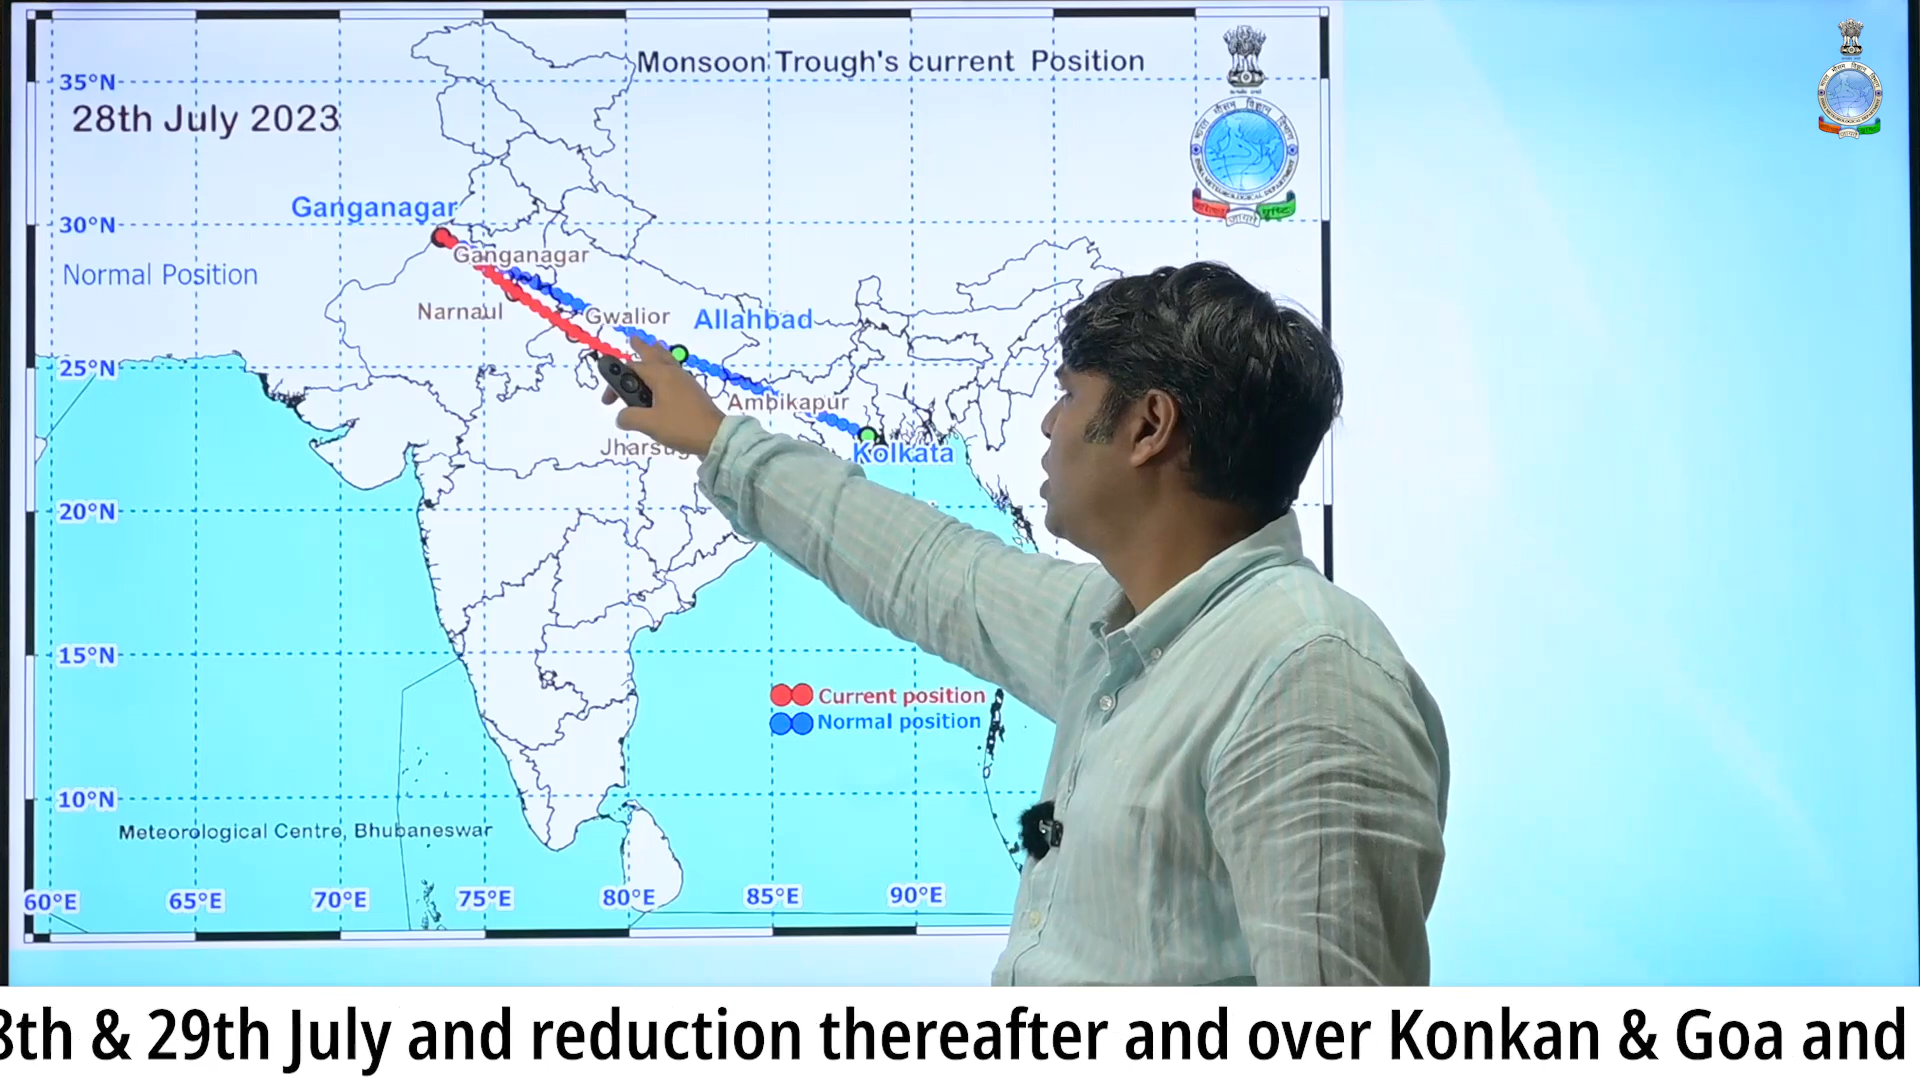 Monsoon Trough's current Position
35°N
28th July 2023
Ganganagar
30°N
Ganganagar
Normal Position
Narnaul
Gwalior
Allahbad
25°N
Ambikapur
Kolkata
20°N
15°N
Current position
Normal position
10°N
Meteorological Centre, Bhubaneswar
60°E 65°E 70°E 75°E 80°E 85°E 90°E
8th & 29th July and reduction thereafter and over Konkan & Goa and